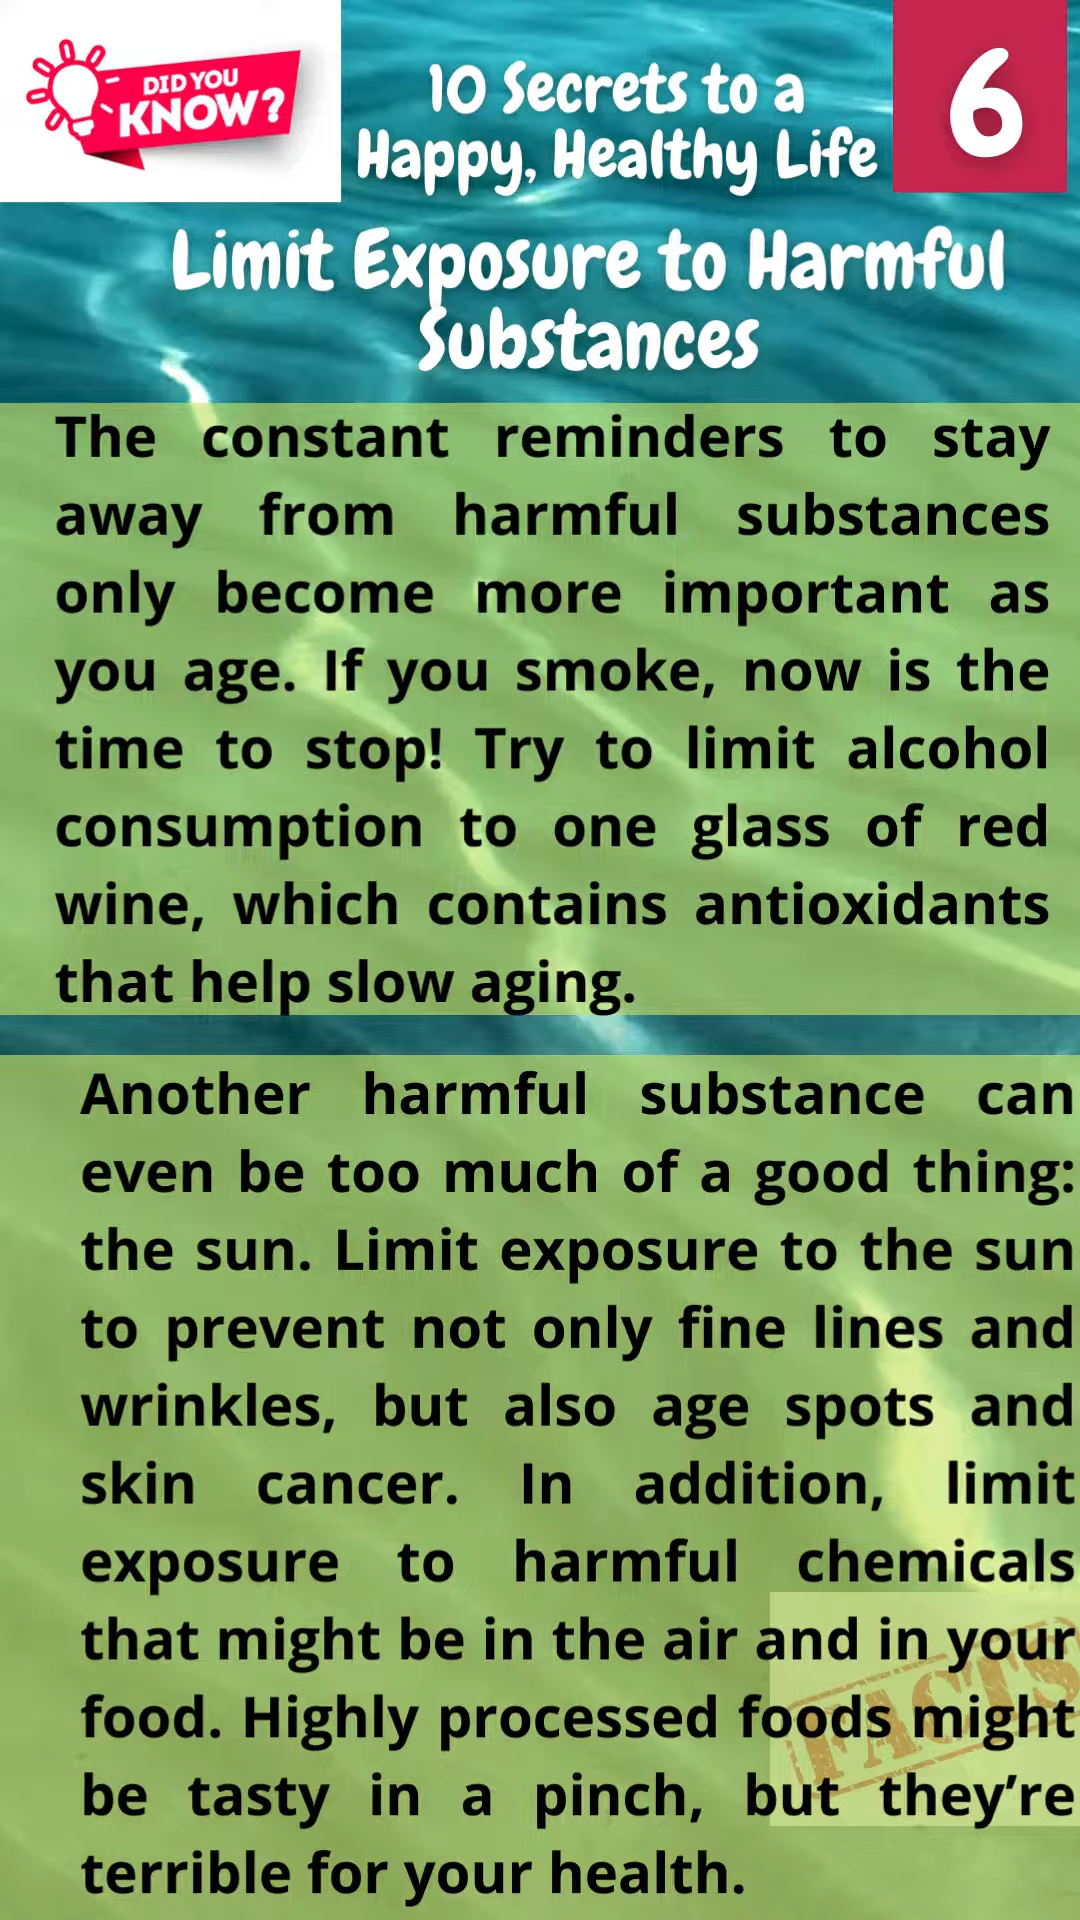 DID YOU
KNOW?
10 Secrets to a
Happy, Healthy Life
6
Limit Exposure to Harmful
Substances
The constant reminders to stay
away from harmful substances
only become more important as
you age. If you smoke, now is the
time to stop! Try to limit alcohol
consumption to one glass of red
wine, which contains antioxidants
that help slow aging.
Another harmful substance can
even be too much of a good thing:
the sun. Limit exposure to the sun
to prevent not only fine lines and
wrinkles, but also age spots and
skin cancer. In addition, limit
exposure to harmful chemicals
that might be in the air and in your
food. Highly processed foods might
be tasty in a pinch, but they’re
terrible for your health.
FACTS